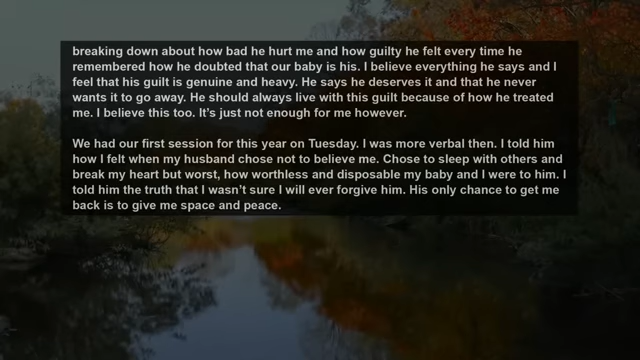 breaking down about how bad he hurt me and how guilty he felt every time he
remembered how he doubted that our baby is his. I believe everything he says and I
feel that his guilt is genuine and heavy. He says he deserves it and that he never
wants it to go away. He should always live with this guilt because of how he treated
me. I believe this too. It’s just not enough for me however.
We had our first session for this year on Tuesday. I was more verbal then. I told him
how I felt when my husband chose not to believe me. Chose to sleep with others and
break my heart but worst, how worthless and disposable my baby and I were to him. I
told him the truth that I wasn’t sure I will ever forgive him. His only chance to get me
back is to give me space and peace.